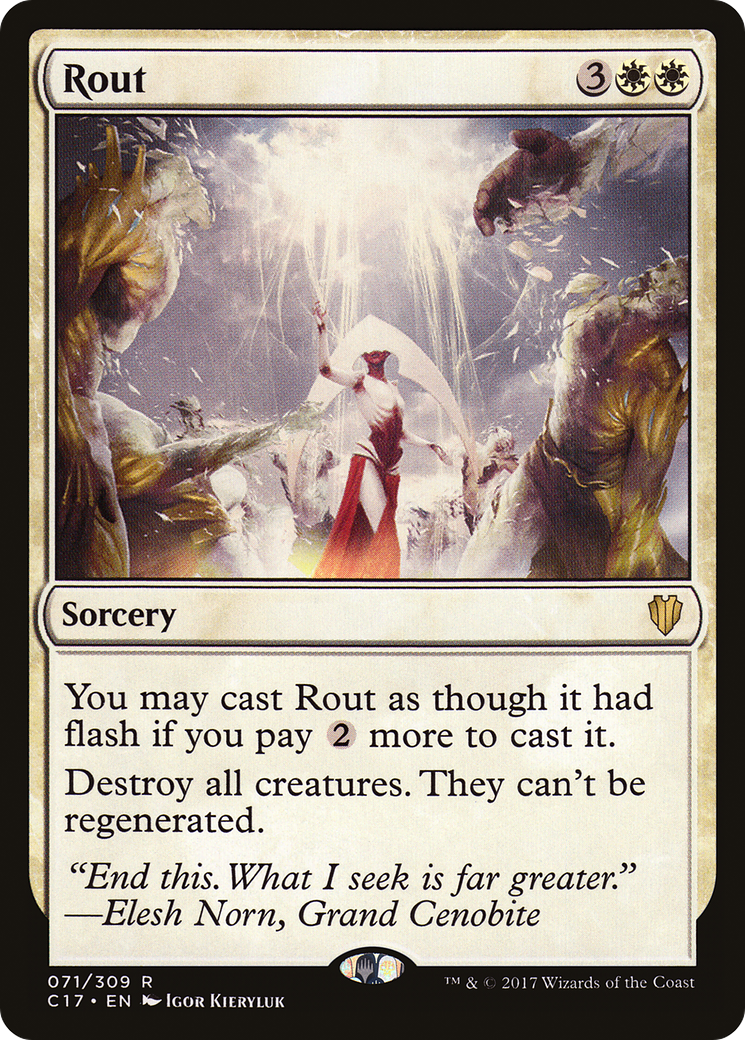 Rout 3
Sorcery
You may cast Rout as though it had
flash if you pay 2 more to cast it.
Destroy all creatures. They can't be
regenerated.
“End this. What I seek is far greater.”
—Elesh Norn, Grand Cenobite
071/309 R
C17 • EN Igor Kieryluk
™ & © 2017 Wizards of the Coast